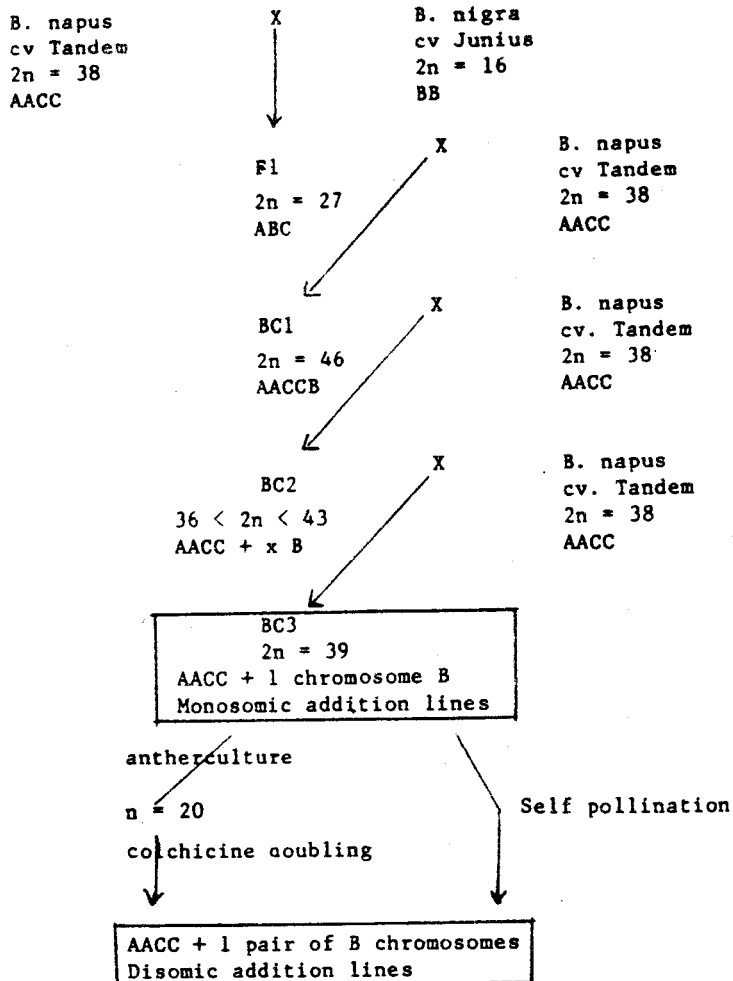 B. napus
cv Tandem
2n = 38
AACC
X
B. nigra
cv Junius
2n = 16
BB
F1
2n = 27
ABC
X
B. napus
cv Tandem
2n = 38
AACC
BC1
2n = 46
AACCB
X
B. napus
cv. Tandem
2n = 38
AACC
BC2
36 < 2n < 43
AACC + x B
X
B. napus
cv. Tandem
2n = 38
AACC
BC3
2n = 39
AACC + 1 chromosome B
Monosomic addition lines
antherculture
n = 20
colchicine doubling
Self pollination
AACC + 1 pair of B chromosomes
Disomic addition lines